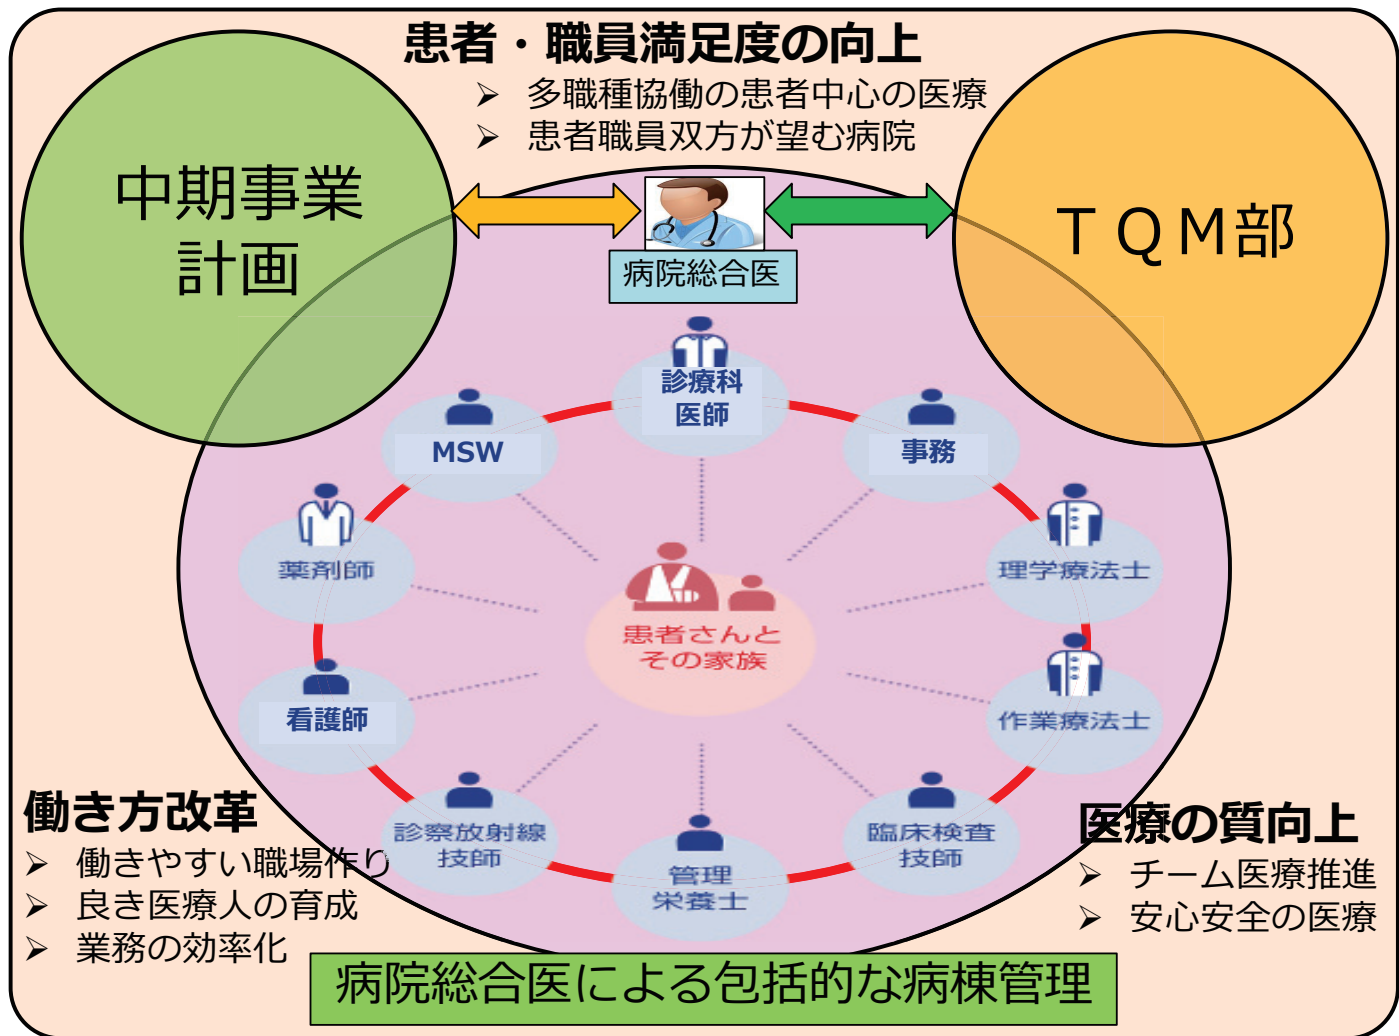 患者・職員満足度の向上
➢ 多職種協働の患者中心の医療
➢ 患者職員双方が望む病院
中期事業
計画
ＴＱＭ部
病院総合医
診療科
医師
MSW
事務
薬剤師
理学療法士
患者さんと
その家族
看護師
作業療法士
診察放射線
技師
臨床検査
技師
管理
栄養士
働き方改革
➢ 働きやすい職場作り
➢ 良き医療人の育成
➢ 業務の効率化
医療の質向上
➢ チーム医療推進
➢ 安心安全の医療
病院総合医による包括的な病棟管理